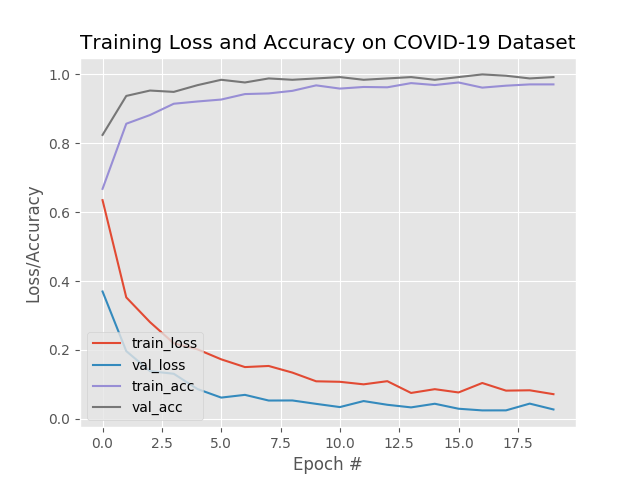 Training Loss and Accuracy on COVID-19 Dataset
1.0
0.8
0.6
0.4
0.2
0.0
Loss/Accuracy
train_loss
val_loss
train_acc
val_acc
0.0 2.5 5.0 7.5 10.0 12.5 15.0 17.5
Epoch #